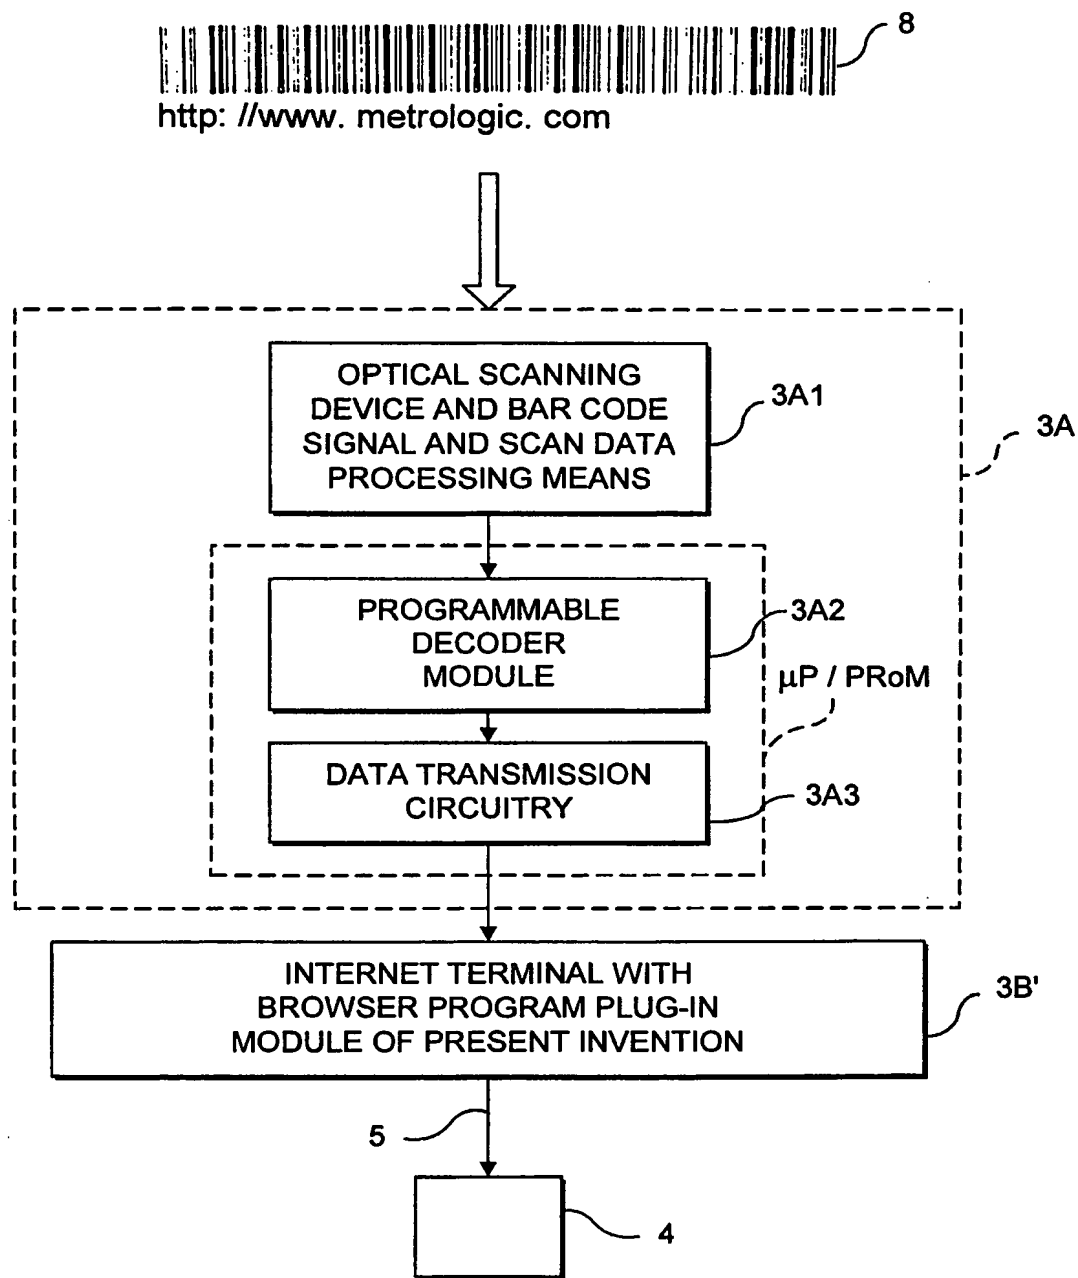 8
http: //www. metrologic. com
OPTICAL SCANNING
DEVICE AND BAR CODE
SIGNAL AND SCAN DATA
PROCESSING MEANS
3A1
3A
PROGRAMMABLE
DECODER
MODULE
3A2
μP / PRoM
DATA TRANSMISSION
CIRCUITRY
3A3
INTERNET TERMINAL WITH
BROWSER PROGRAM PLUG-IN
MODULE OF PRESENT INVENTION
3B'
5
4